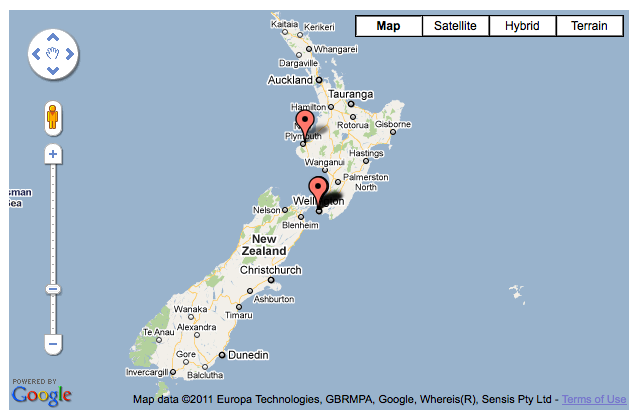 Kaitaia
Kerikeri
Map
Satellite
Hybrid
Terrain
Whangarei
Dargaville
Auckland
Tauranga
Hamilton
Rotorua
Gisborne
Plymouth
Hastings
Wanganui
Palmerston
North
sman
Sea
Wellington
Nelson
Blenheim
New
Zealand
Christchurch
Ashburton
Wanaka
Timaru
Alexandra
Te Anau
Gore
Dunedin
Invercargill
Balclutha
POWERED BY
Google
Map data ©2011 Europa Technologies, GBRMPA, Google, Whereis(R), Sensis Pty Ltd - Terms of Use